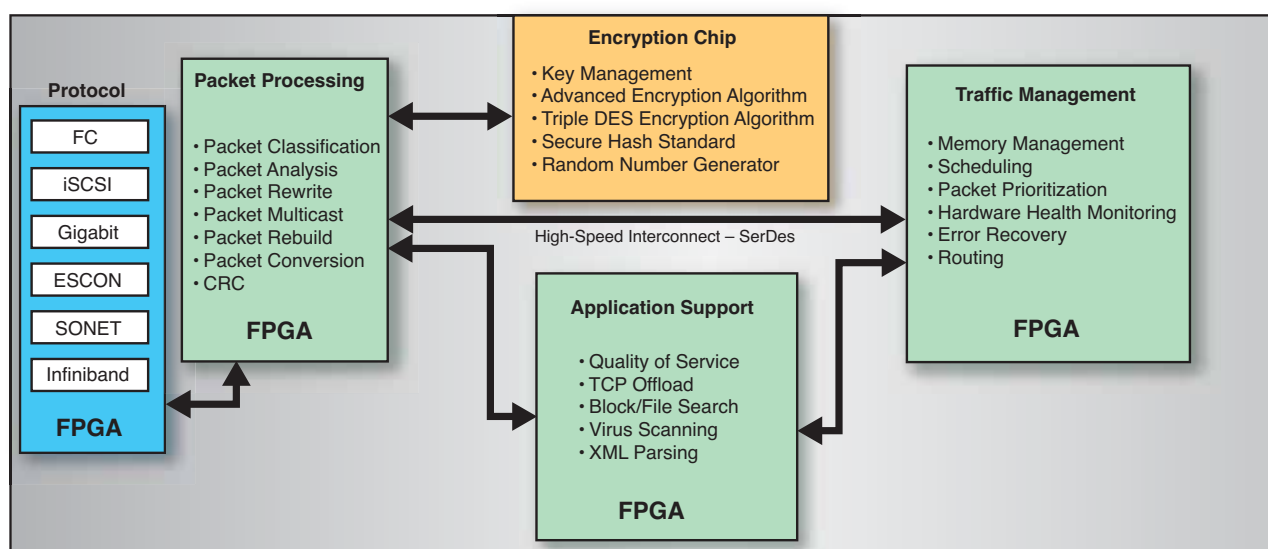 Protocol
FC
iSCSI
Gigabit
ESCON
SONET
Infiniband
FPGA
Packet Processing
• Packet Classification
• Packet Analysis
• Packet Rewrite
• Packet Multicast
• Packet Rebuild
• Packet Conversion
• CRC
FPGA
Encryption Chip
• Key Management
• Advanced Encryption Algorithm
• Triple DES Encryption Algorithm
• Secure Hash Standard
• Random Number Generator
High-Speed Interconnect – SerDes
Application Support
• Quality of Service
• TCP Offload
• Block/File Search
• Virus Scanning
• XML Parsing
FPGA
Traffic Management
• Memory Management
• Scheduling
• Packet Prioritization
• Hardware Health Monitoring
• Error Recovery
• Routing
FPGA